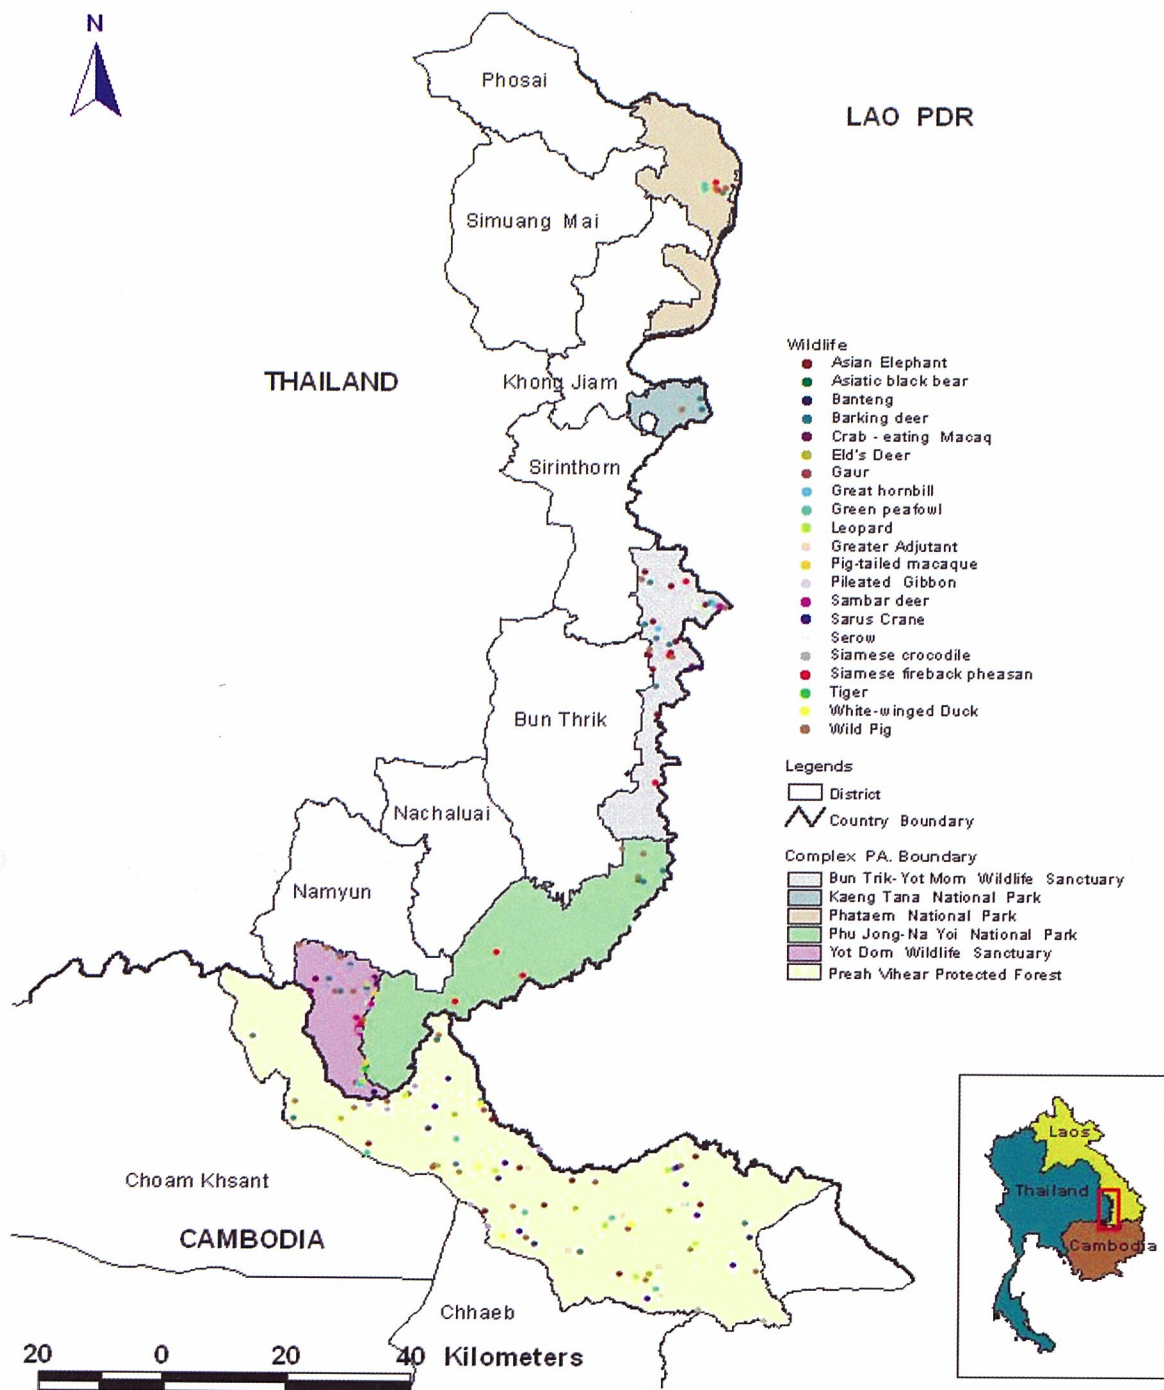 N
Phosai
LAO PDR
Simuang Mai
THAILAND
Khong Jiam
Sirinthorn
Bun Thrik
Nachaluai
Namyun
Wildlife
Asian Elephant
Asiatic black bear
Banteng
Barking deer
Crab - eating Macaq
Eld's Deer
Gaur
Great hornbill
Green peafowl
Leopard
Greater Adjutant
Pig-tailed macaque
Pileated Gibbon
Sambar deer
Sarus Crane
Serow
Siamese crocodile
Siamese fireback pheasan
Tiger
White-winged Duck
Wild Pig
Legends
District
Country Boundary
Complex PA. Boundary
Bun Trik-Yot Mom Wildlife Sanctuary
Kaeng Tana National Park
Phataem National Park
Phu Jong-Na Yoi National Park
Yot Dom Wildlife Sanctuary
Preah Vihear Protected Forest
Choam Khsant
CAMBODIA
Chhaeb
20 0 20 40 Kilometers
Laos
Thailand
Cambodia